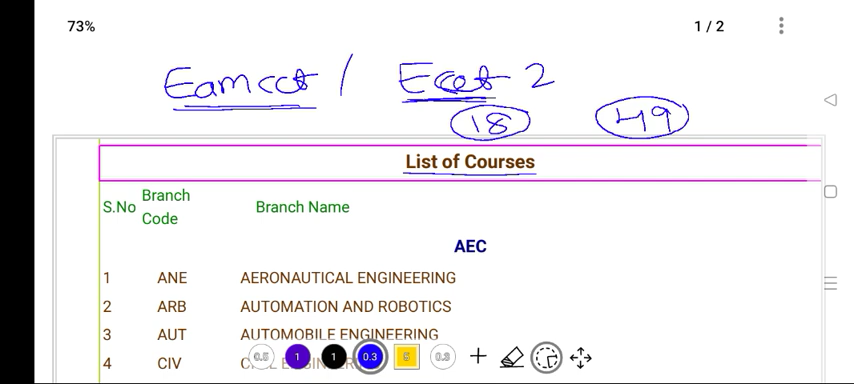 73% 1 / 2
Eamcet / Ecet 2
18 49
List of Courses
S.No Branch Code Branch Name
AEC
1 ANE AERONAUTICAL ENGINEERING
2 ARB AUTOMATION AND ROBOTICS
3 AUT AUTOMOBILE ENGINEERING
4 CIV
0.5 1 1 0.3 5 0.3